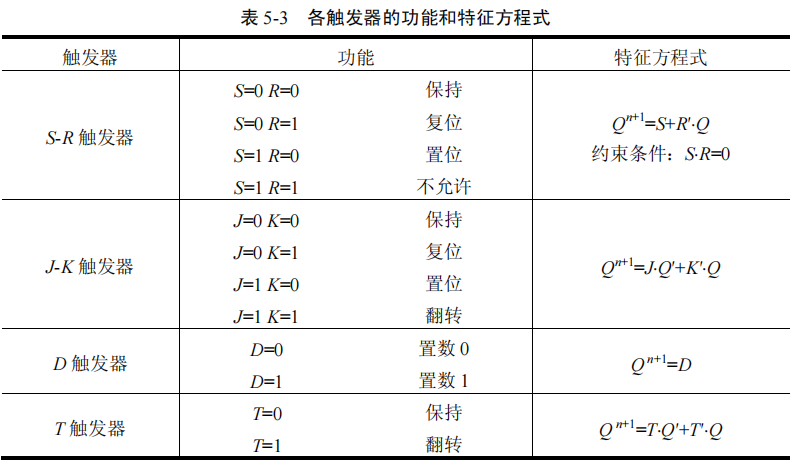 表 5-3 各触发器的功能和特征方程式
触发器 功能 特征方程式
S-R 触发器
S=0 R=0 保持
S=0 R=1 复位
S=1 R=0 置位
S=1 R=1 不允许
Qⁿ⁺¹=S+R'·Q
约束条件：S·R=0
J-K 触发器
J=0 K=0 保持
J=0 K=1 复位
J=1 K=0 置位
J=1 K=1 翻转
Qⁿ⁺¹=J·Q'+K'·Q
D 触发器
D=0 置数 0
D=1 置数 1
Qⁿ⁺¹=D
T 触发器
T=0 保持
T=1 翻转
Qⁿ⁺¹=T·Q'+T'·Q